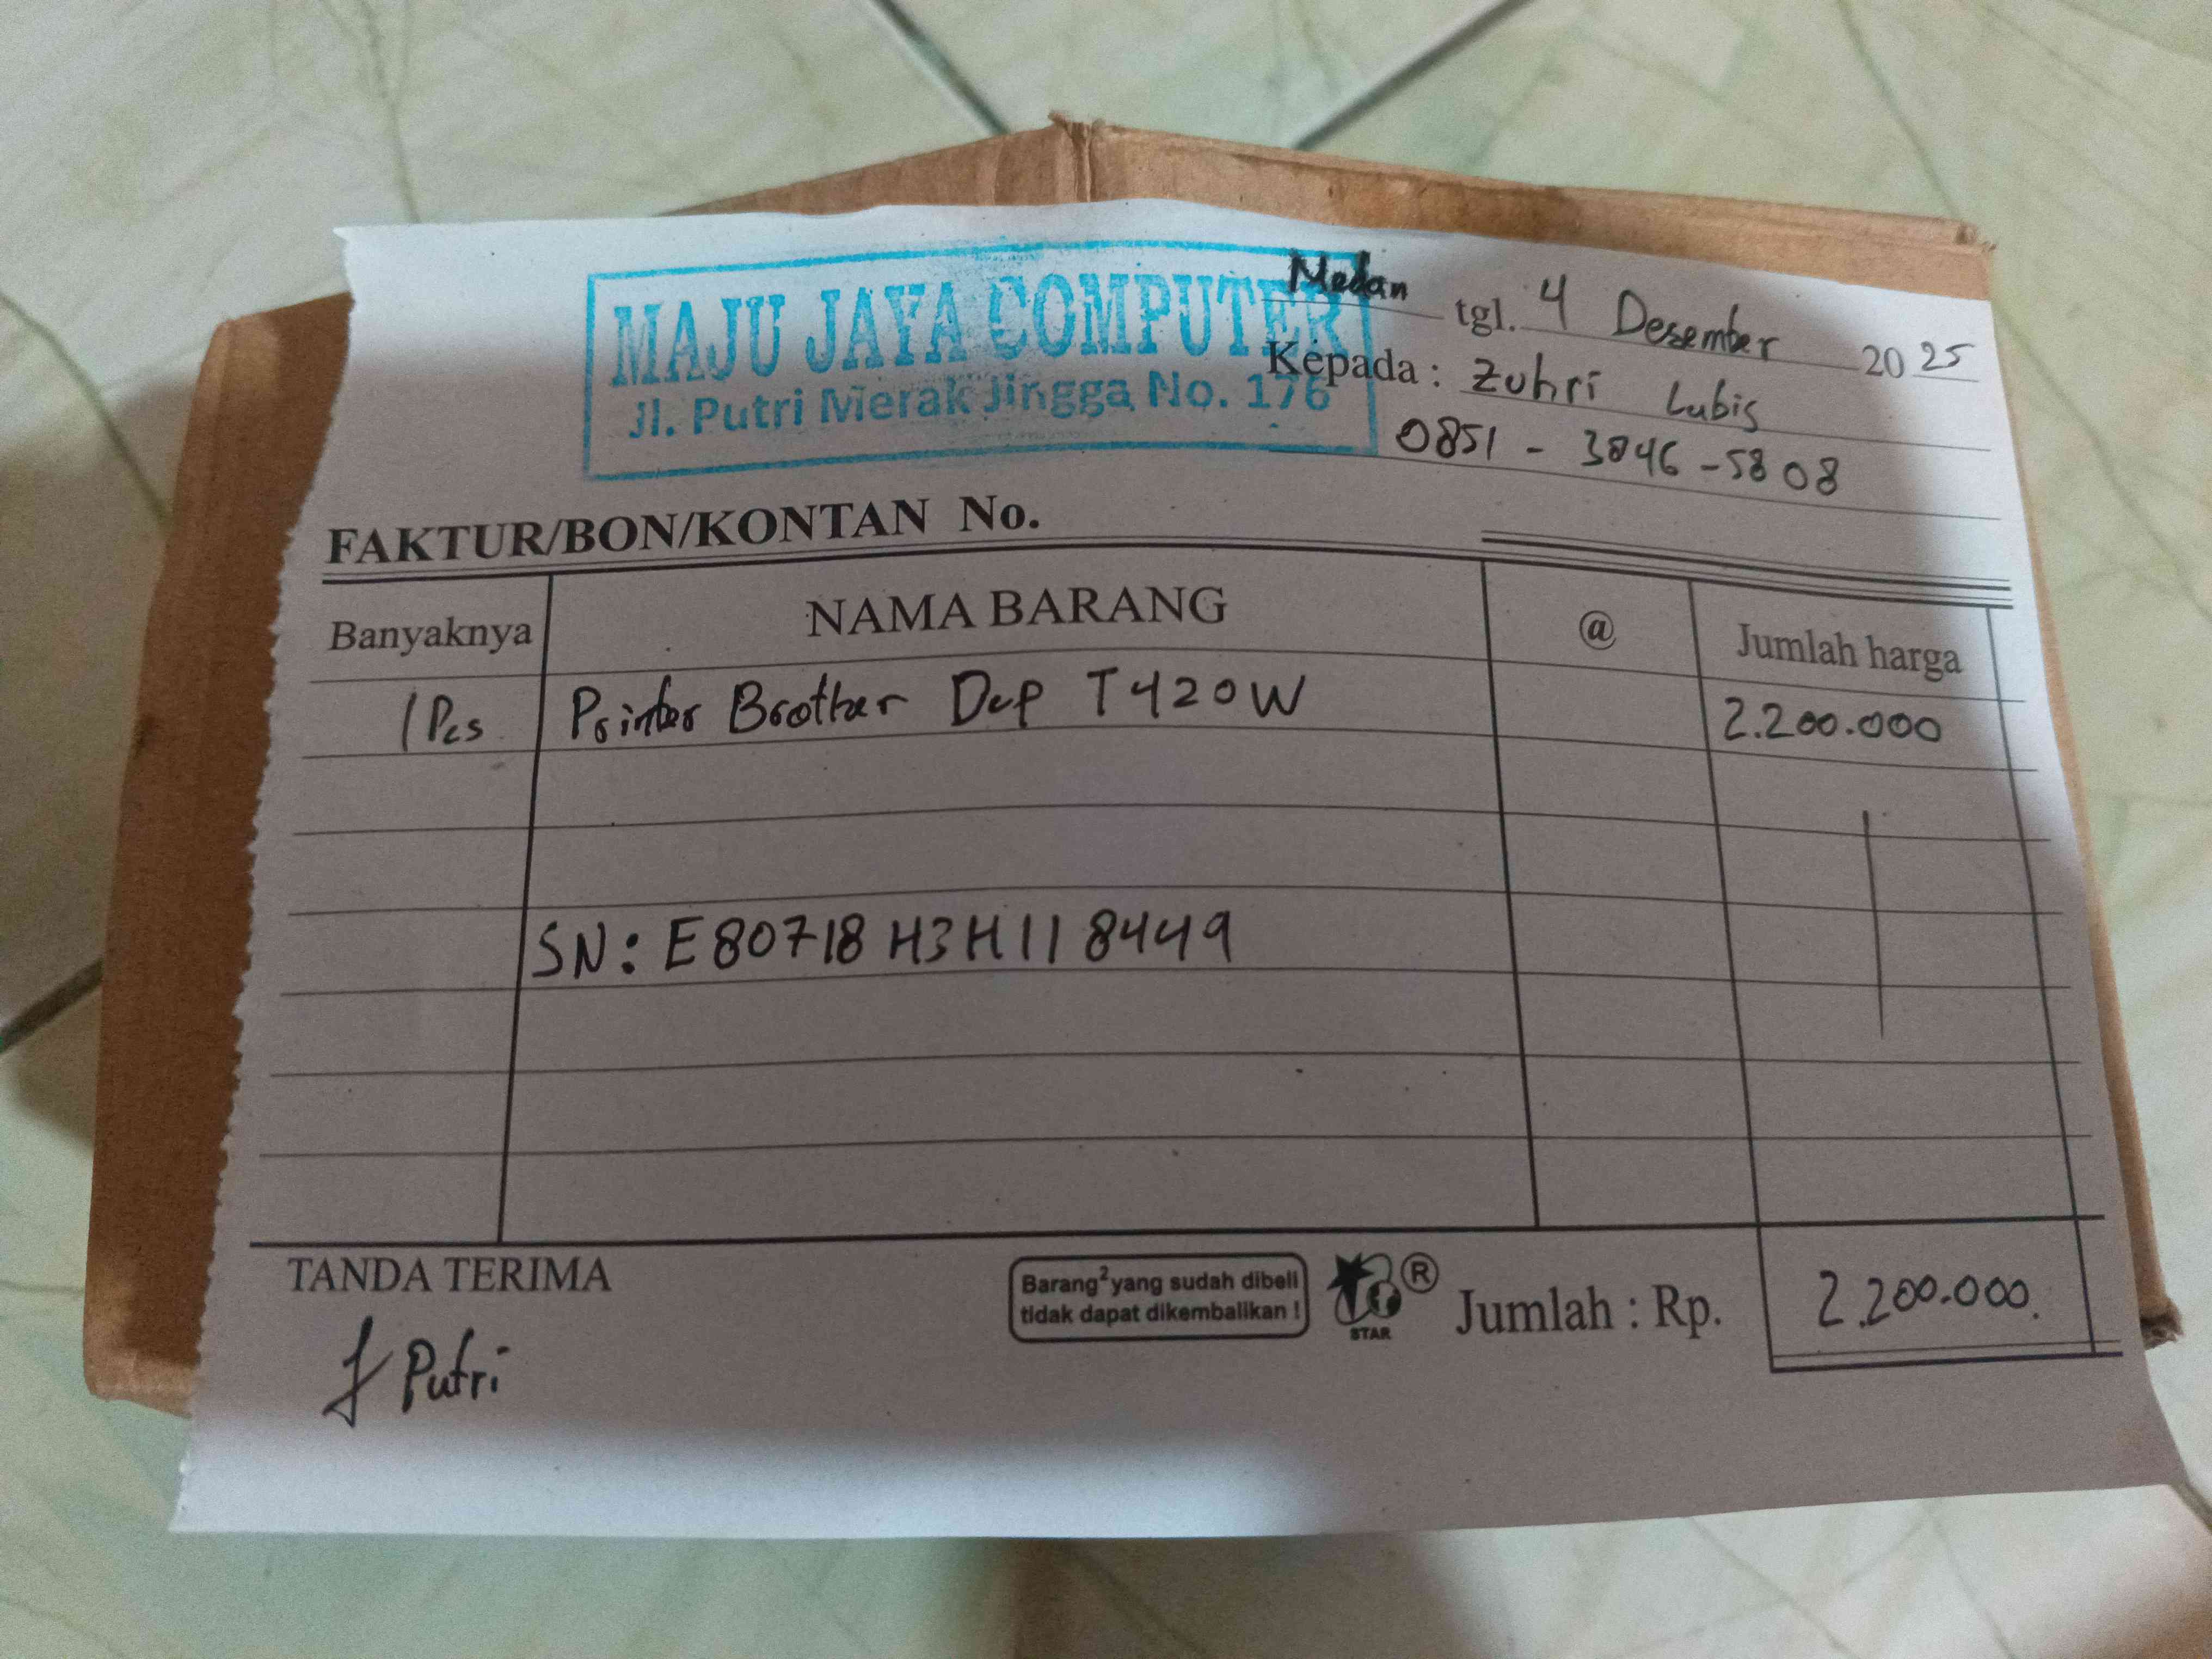 MAJU JAYA COMPUTER
Jl. Putri Merak Jingga No. 176
Medan tgl. 4 Desember 2025
Kepada : Zuhri Lubis
0851 - 3846 - 5808
FAKTUR/BON/KONTAN No.
Banyaknya NAMA BARANG @ Jumlah harga
1 Pcs Printer Brother Dcp T420W 2.200.000
SN: E80718H3H118449
TANDA TERIMA
Barang²yang sudah dibeli
tidak dapat dikembalikan !
STAR ®
Jumlah : Rp. 2.200.000.
Putri